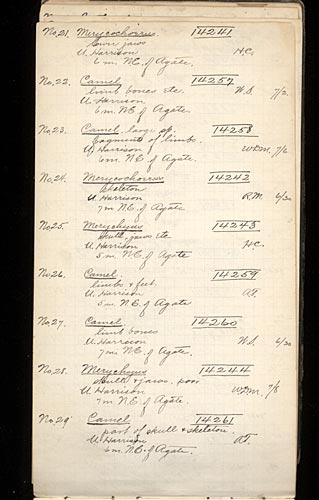 No. 21. Merycochoerus 14241
Lower jaws
U. Harrison H.C.
6 m. N.E. of Agate.
No. 22. Camel 14257
limb bones etc. W.S. 7/2
U. Harrison
6 m. N.E. of Agate
No. 23. Camel, large sp. 14258
fragments of limbs.
U. Harrison W.D.M. 7/2
6 m. N.E. of Agate.
No. 24. Merycochoerus 14242
Skeleton
U. Harrison R.M. 6/30
7 m. N.E. of Agate
No 25. Merychyus 14243
Skull, jaws etc
U. Harrison H.C.
5 m. N.E. of Agate
No 26. Camel. 14259
limbs & feet.
U. Harrison A.T.
5 m. N.E. of Agate
No 27. Camel 14260
limb bones
U. Harrison W.S. 6/30
7 m. N.E. of Agate.
No. 28. Merychyus 14244
skull & jaws. poor
U. Harrison W.D.M. 7/8
7 m. N.E. of Agate.
No. 29 Camel 14261
part of skull & skeleton
U. Harrison A.T.
6 m. N.E. of Agate.